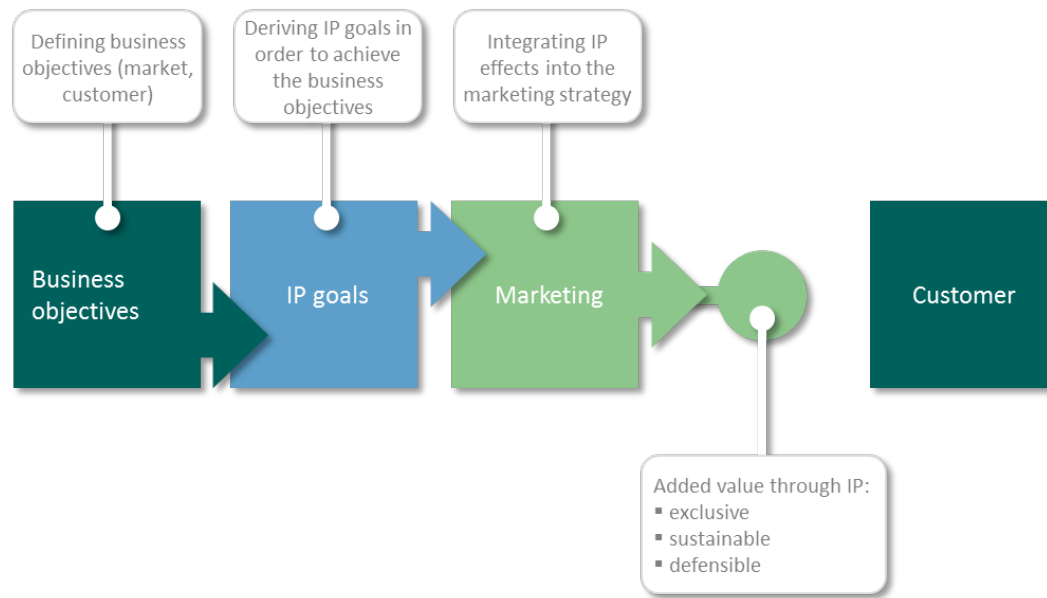 Defining business
objectives (market,
customer)
Deriving IP goals in
order to achieve
the business
objectives
Integrating IP
effects into the
marketing strategy
Business
objectives
IP goals
Marketing
Customer
Added value through IP:
▪ exclusive
▪ sustainable
▪ defensible